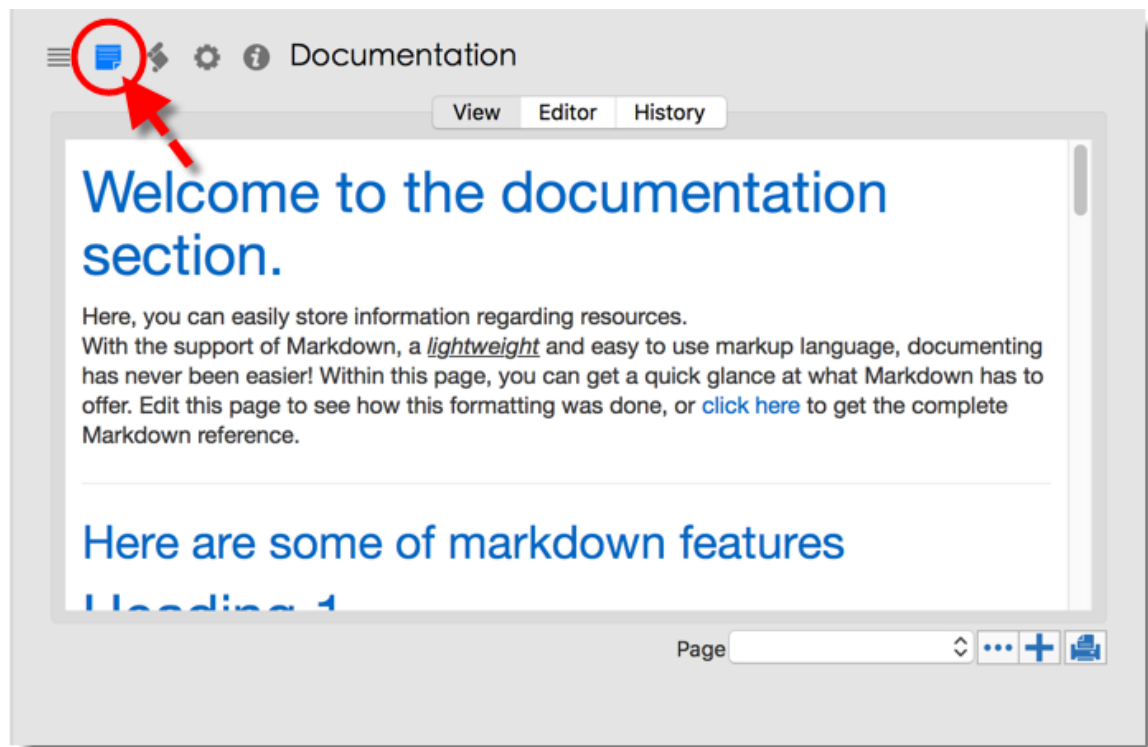 Documentation
View Editor History
Welcome to the documentation
section.
Here, you can easily store information regarding resources.
With the support of Markdown, a lightweight and easy to use markup language, documenting
has never been easier! Within this page, you can get a quick glance at what Markdown has to
offer. Edit this page to see how this formatting was done, or click here to get the complete
Markdown reference.
Here are some of markdown features
Heading 1
Page